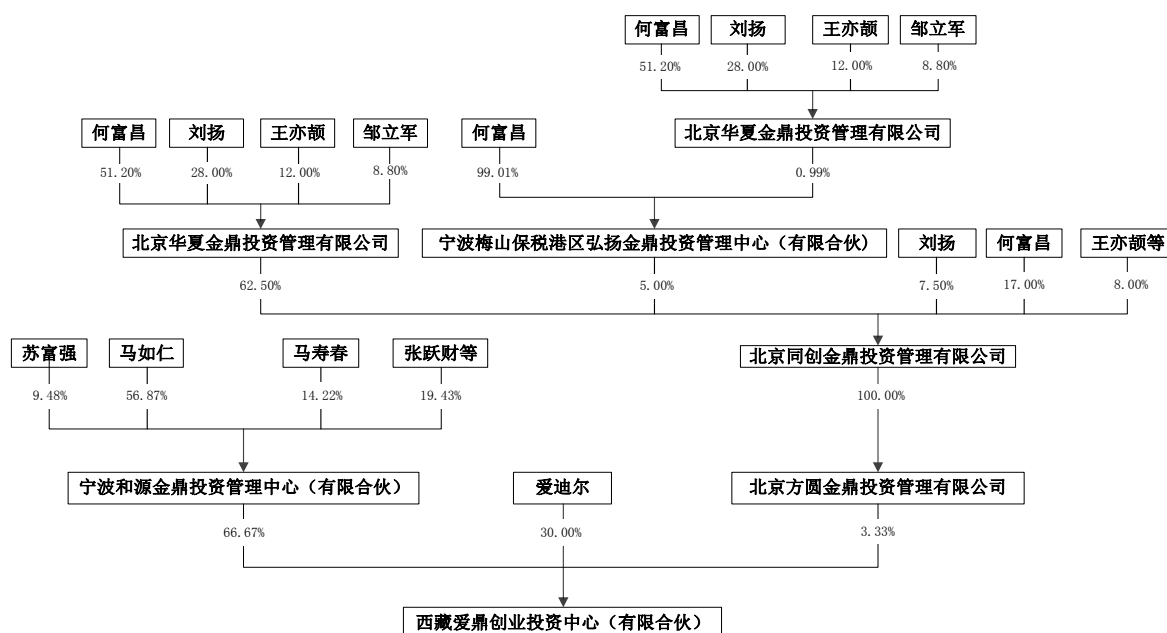 何富昌 刘扬 王亦颉 邹立军
51.20% 28.00% 12.00% 8.80%
何富昌 刘扬 王亦颉 邹立军 何富昌 北京华夏金鼎投资管理有限公司
51.20% 28.00% 12.00% 8.80% 99.01% 0.99%
北京华夏金鼎投资管理有限公司 宁波梅山保税港区弘扬金鼎投资管理中心（有限合伙) 刘扬 何富昌 王亦颉等
62.50% 5.00% 7.50% 17.00% 8.00%
苏富强 马如仁 马寿春 张跃财等 北京同创金鼎投资管理有限公司
9.48% 56.87% 14.22% 19.43% 100.00%
宁波和源金鼎投资管理中心（有限合伙） 爱迪尔 北京方圆金鼎投资管理有限公司
66.67% 30.00% 3.33%
西藏爱鼎创业投资中心（有限合伙）